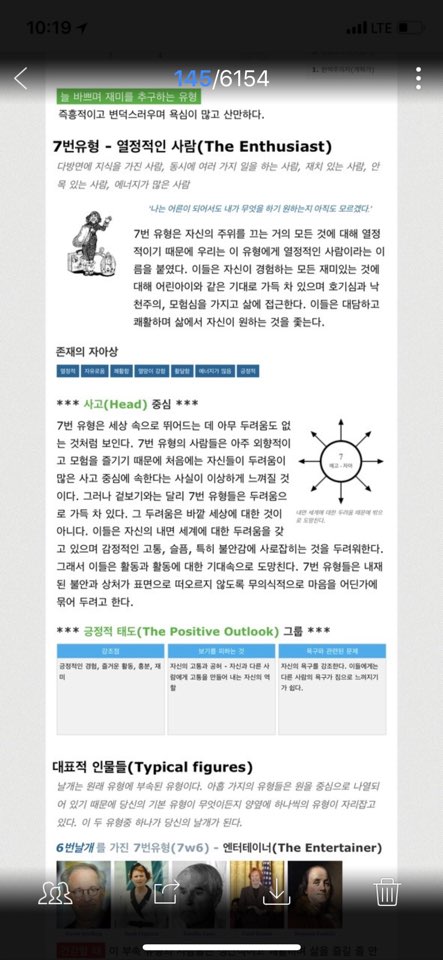 10:19
LTE
145/6154
늘 바쁘며 재미를 추구하는 유형
즉흥적이고 변덕스러우며 욕심이 많고 산만하다.
7번유형 - 열정적인 사람(The Enthusiast)
다방면에 지식을 가진 사람, 동시에 여러 가지 일을 하는 사람, 재치 있는 사람, 안
목 있는 사람, 에너지가 많은 사람
'나는 어른이 되어서도 내가 무엇을 하기 원하는지 아직도 모르겠다.'
7번 유형은 자신의 주위를 끄는 거의 모든 것에 대해 열정
적이기 때문에 우리는 이 유형에게 열정적인 사람이라는 이
름을 붙였다. 이들은 자신이 경험하는 모든 재미있는 것에
대해 어린아이와 같은 기대로 가득 차 있으며 호기심과 낙
천주의, 모험심을 가지고 삶에 접근한다. 이들은 대담하고
쾌활하며 삶에서 자신이 원하는 것을 좇는다.
존재의 자아상
열정적 자유로움 쾌활함 열망이 강함 활달함 에너지가 많음 긍정적
*** 사고(Head) 중심 ***
7번 유형은 세상 속으로 뛰어드는 데 아무 두려움도 없
는 것처럼 보인다. 7번 유형의 사람들은 아주 외향적이
고 모험을 즐기기 때문에 처음에는 자신들이 두려움이
많은 사고 중심에 속한다는 사실이 이상하게 느껴질 것
이다. 그러나 겉보기와는 달리 7번 유형들은 두려움으
로 가득 차 있다. 그 두려움은 바깥 세상에 대한 것이
아니다. 이들은 자신의 내면 세계에 대한 두려움을 갖
고 있으며 감정적인 고통, 슬픔, 특히 불안감에 사로잡히는 것을 두려워한다.
그래서 이들은 활동과 활동에 대한 기대속으로 도망친다. 7번 유형들은 내재
된 불안과 상처가 표면으로 떠오르지 않도록 무의식적으로 마음을 어딘가에
묶어 두려고 한다.
7
에고 - 자아
내면 세계에 대한 두려움 때문에 밖으
로 도망친다.
*** 긍정적 태도(The Positive Outlook) 그룹 ***
강조점
긍정적인 경험, 즐거운 활동, 흥분, 재
미
보기를 피하는 것
자신의 고통과 공허 - 자신과 다른 사
람에게 고통을 만들어 내는 자신의 역
할
욕구와 관련된 문제
자신의 욕구를 강조한다. 이들에게는
다른 사람의 욕구가 짐으로 느껴지기
가 쉽다.
대표적 인물들(Typical figures)
날개는 원래 유형에 부속된 유형이다. 아홉 가지의 유형들은 원을 중심으로 나열되
어 있기 때문에 당신의 기본 유형이 무엇이든지 양옆에 하나씩의 유형이 자리잡고
있다. 이 두 유형중 하나가 당신의 날개가 된다.
6번날개 를 가진 7번유형(7w6) - 엔터테이너(The Entertainer)